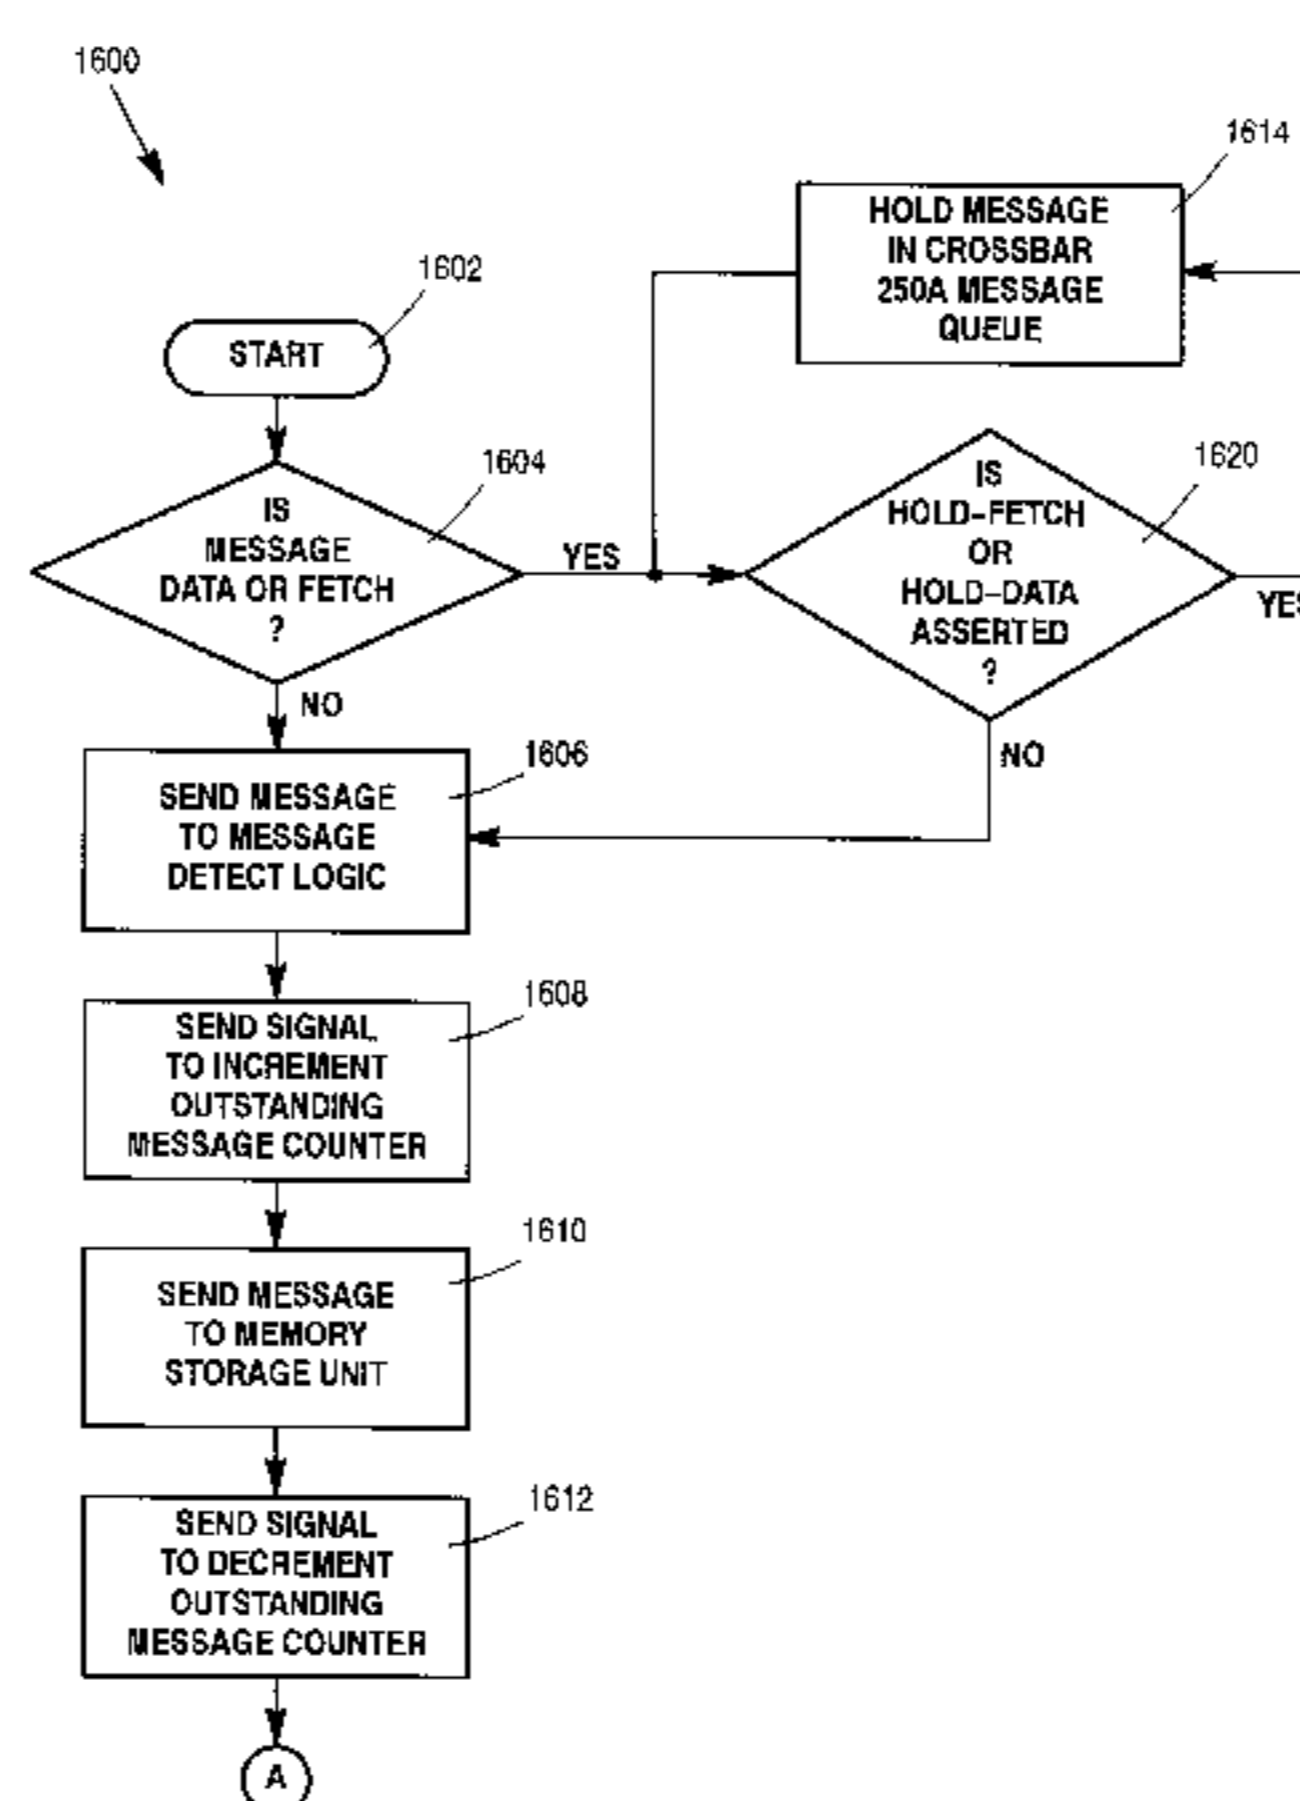 1600
1614
HOLD MESSAGE
IN CROSSBAR
250A MESSAGE
QUEUE
1602
START
1604
IS
MESSAGE
DATA OR FETCH
?
YES
1620
IS
HOLD-FETCH
OR
HOLD-DATA
ASSERTED
?
YES
NO
NO
1606
SEND MESSAGE
TO MESSAGE
DETECT LOGIC
1608
SEND SIGNAL
TO INCREMENT
OUTSTANDING
MESSAGE COUNTER
1610
SEND MESSAGE
TO MEMORY
STORAGE UNIT
1612
SEND SIGNAL
TO DECREMENT
OUTSTANDING
MESSAGE COUNTER
A